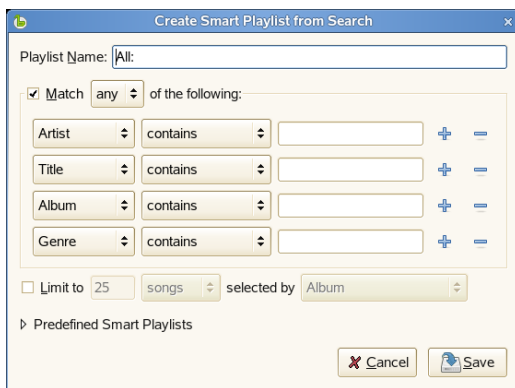 Create Smart Playlist from Search
Playlist Name: All:
Match any of the following:
Artist contains
Title contains
Album contains
Genre contains
Limit to 25 songs selected by Album
Predefined Smart Playlists
Cancel Save